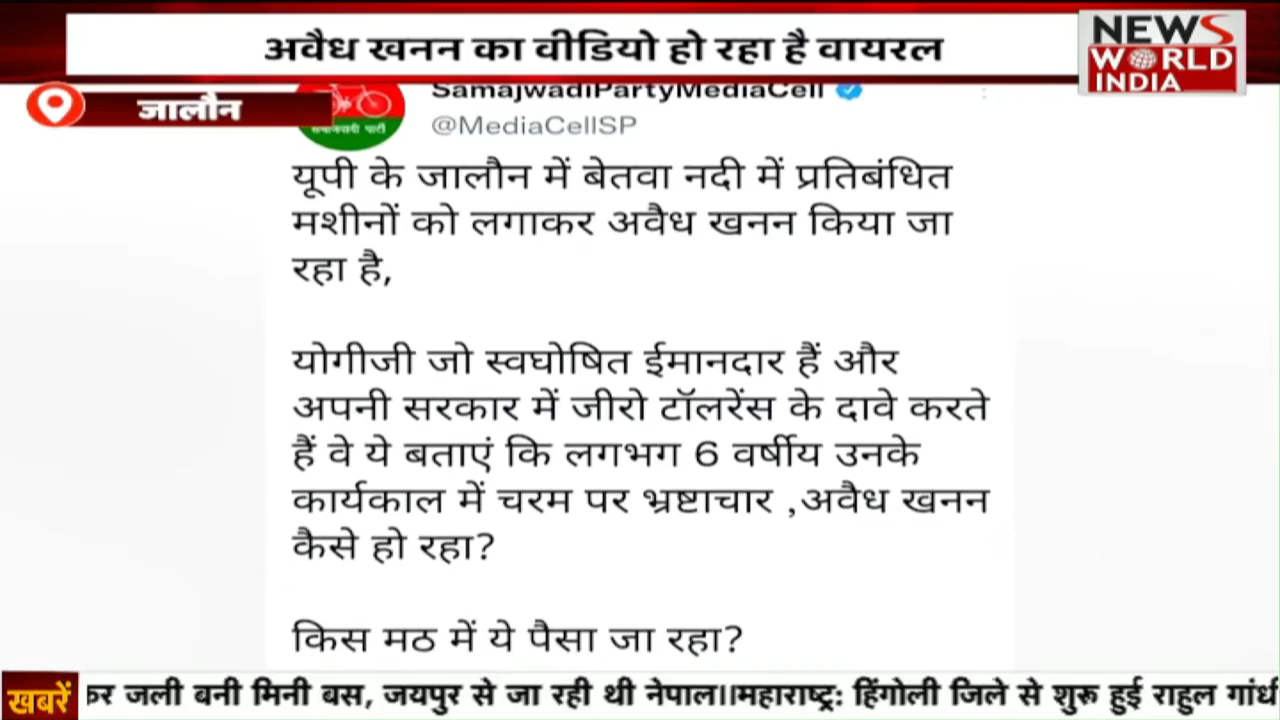 अवैध खनन का वीडियो हो रहा है वायरल
NEWS
WORLD
INDIA
जालौन
SamajwadiPartyMediaCell
समाजवादी पार्टी
@MediaCellSP
यूपी के जालौन में बेतवा नदी में प्रतिबंधित
मशीनों को लगाकर अवैध खनन किया जा
रहा है,
योगीजी जो स्वघोषित ईमानदार हैं और
अपनी सरकार में जीरो टॉलरेंस के दावे करते
हैं वे ये बताएं कि लगभग 6 वर्षीय उनके
कार्यकाल में चरम पर भ्रष्टाचार ,अवैध खनन
कैसे हो रहा?
किस मठ में ये पैसा जा रहा?
खबरें
जली बनी मिनी बस, जयपुर से जा रही थी नेपाल।।महाराष्ट्र: हिंगोली जिले से शुरू हुई राहुल